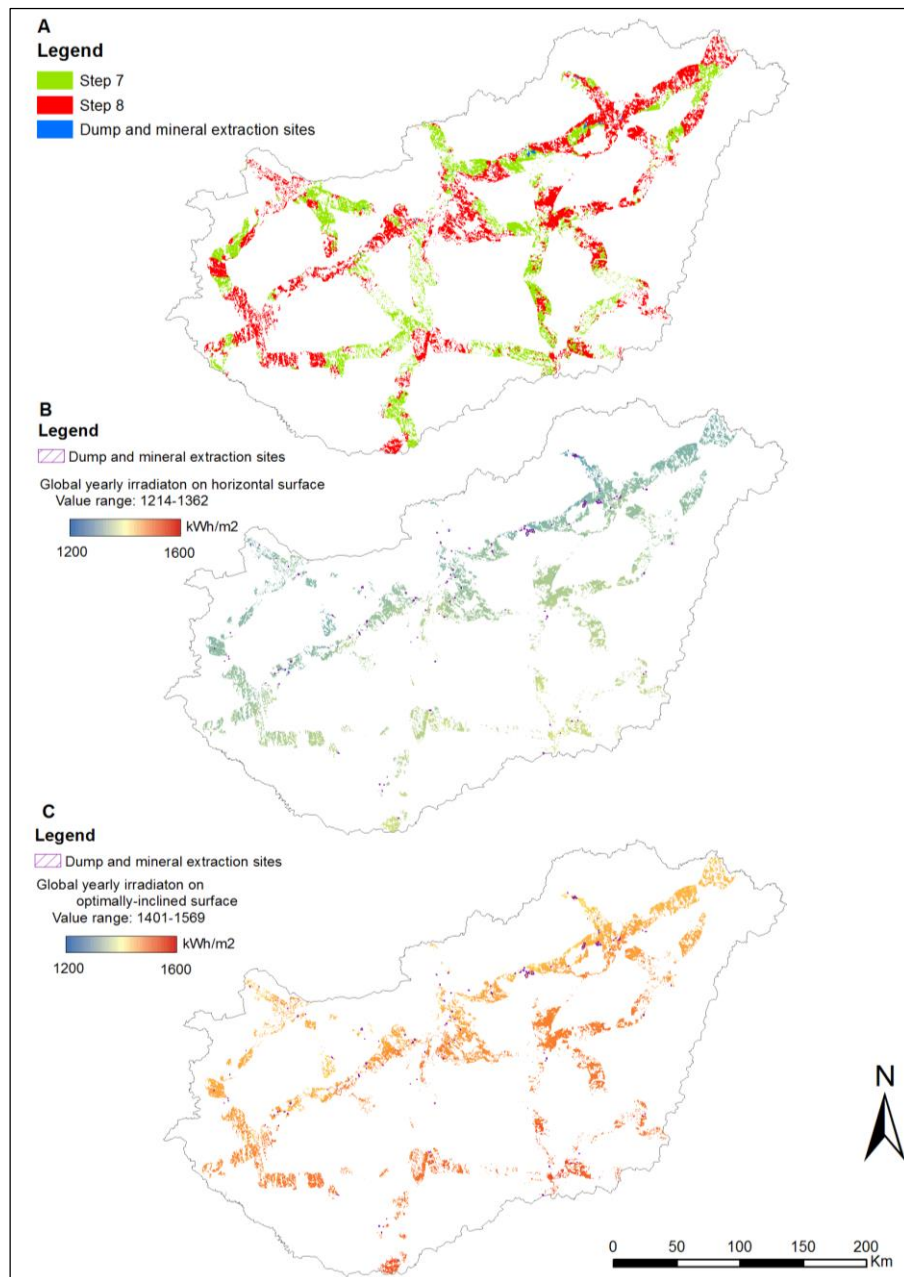 A
Legend
Step 7
Step 8
Dump and mineral extraction sites
B
Legend
Dump and mineral extraction sites
Global yearly irradiaton on horizontal surface
Value range: 1214-1362
kWh/m2
1200 1600
C
Legend
Dump and mineral extraction sites
Global yearly irradiaton on
optimally-inclined surface
Value range: 1401-1569
kWh/m2
1200 1600
N
0 50 100 150 200
Km